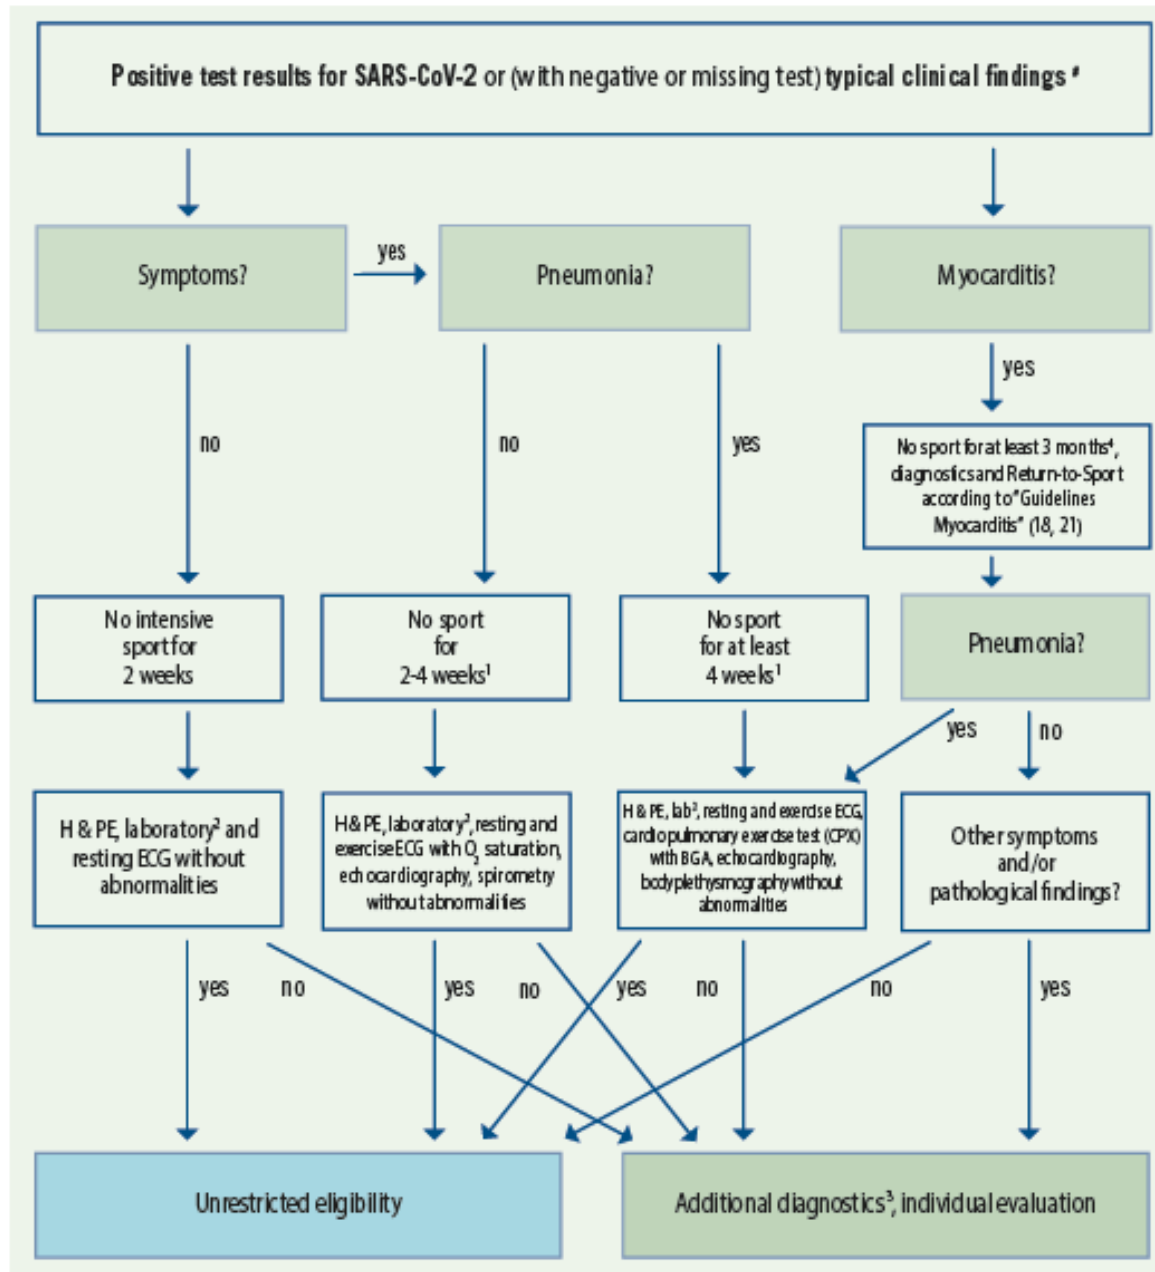 Positive test results for SARS-CoV-2 or (with negative or missing test) typical clinical findings #
Symptoms?
yes
Pneumonia?
Myocarditis?
yes
no
no
yes
No sport for at least 3 months⁴,
diagnostics and Return-to-Sport
according to "Guidelines
Myocarditis" (18, 21)
No intensive
sport for
2 weeks
No sport
for
2-4 weeks¹
No sport
for at least
4 weeks¹
Pneumonia?
yes
no
H & PE, laboratory² and
resting ECG without
abnormalities
H & PE, laboratory², resting and
exercise ECG with O₂ saturation,
echocardiography, spirometry
without abnormalities
H & PE, lab², resting and exercise ECG,
cardiopulmonary exercise test (CPX)
with BGA, echocardiography,
bodyplethysmography without
abnormalities
Other symptoms
and/or
pathological findings?
yes
no
yes
no
yes
no
no
yes
Unrestricted eligibility
Additional diagnostics³, individual evaluation